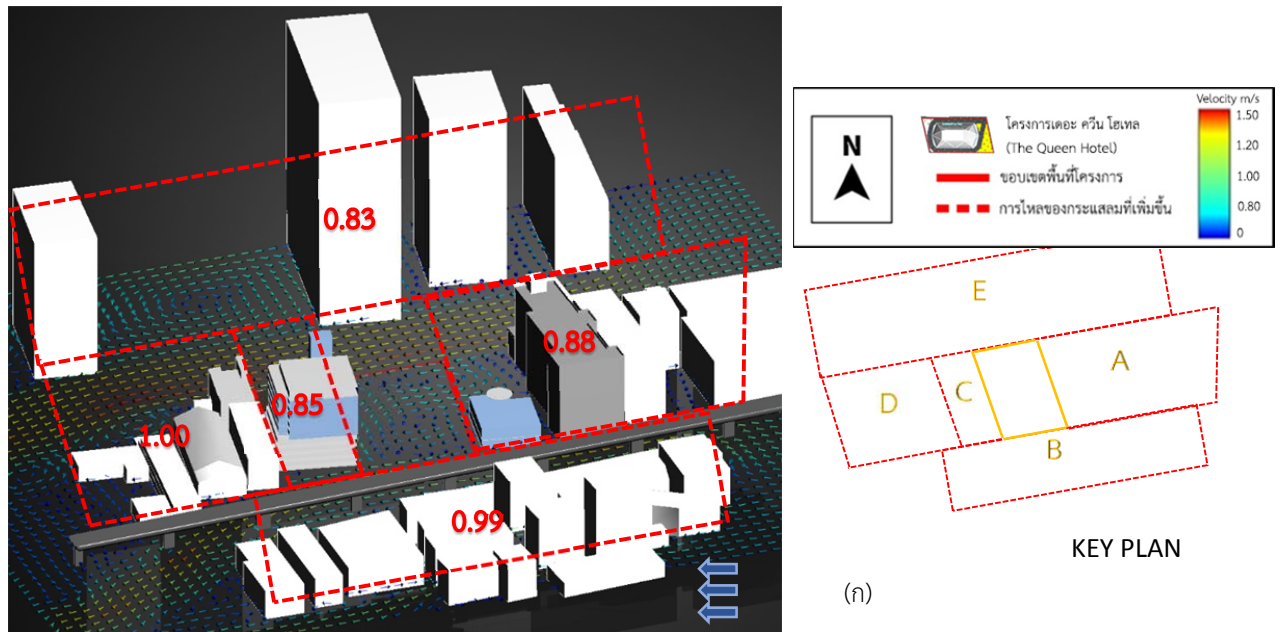 0.83
0.88
0.85
1.00
0.99
N
โครงการเดอะ ควีน โฮเทล
(The Queen Hotel)
ขอบเขตพื้นที่โครงการ
การไหลของกระแสลมที่เพิ่มขึ้น
Velocity m/s
1.50
1.20
1.00
0.80
0
E
A
C
D
B
KEY PLAN
(ก)